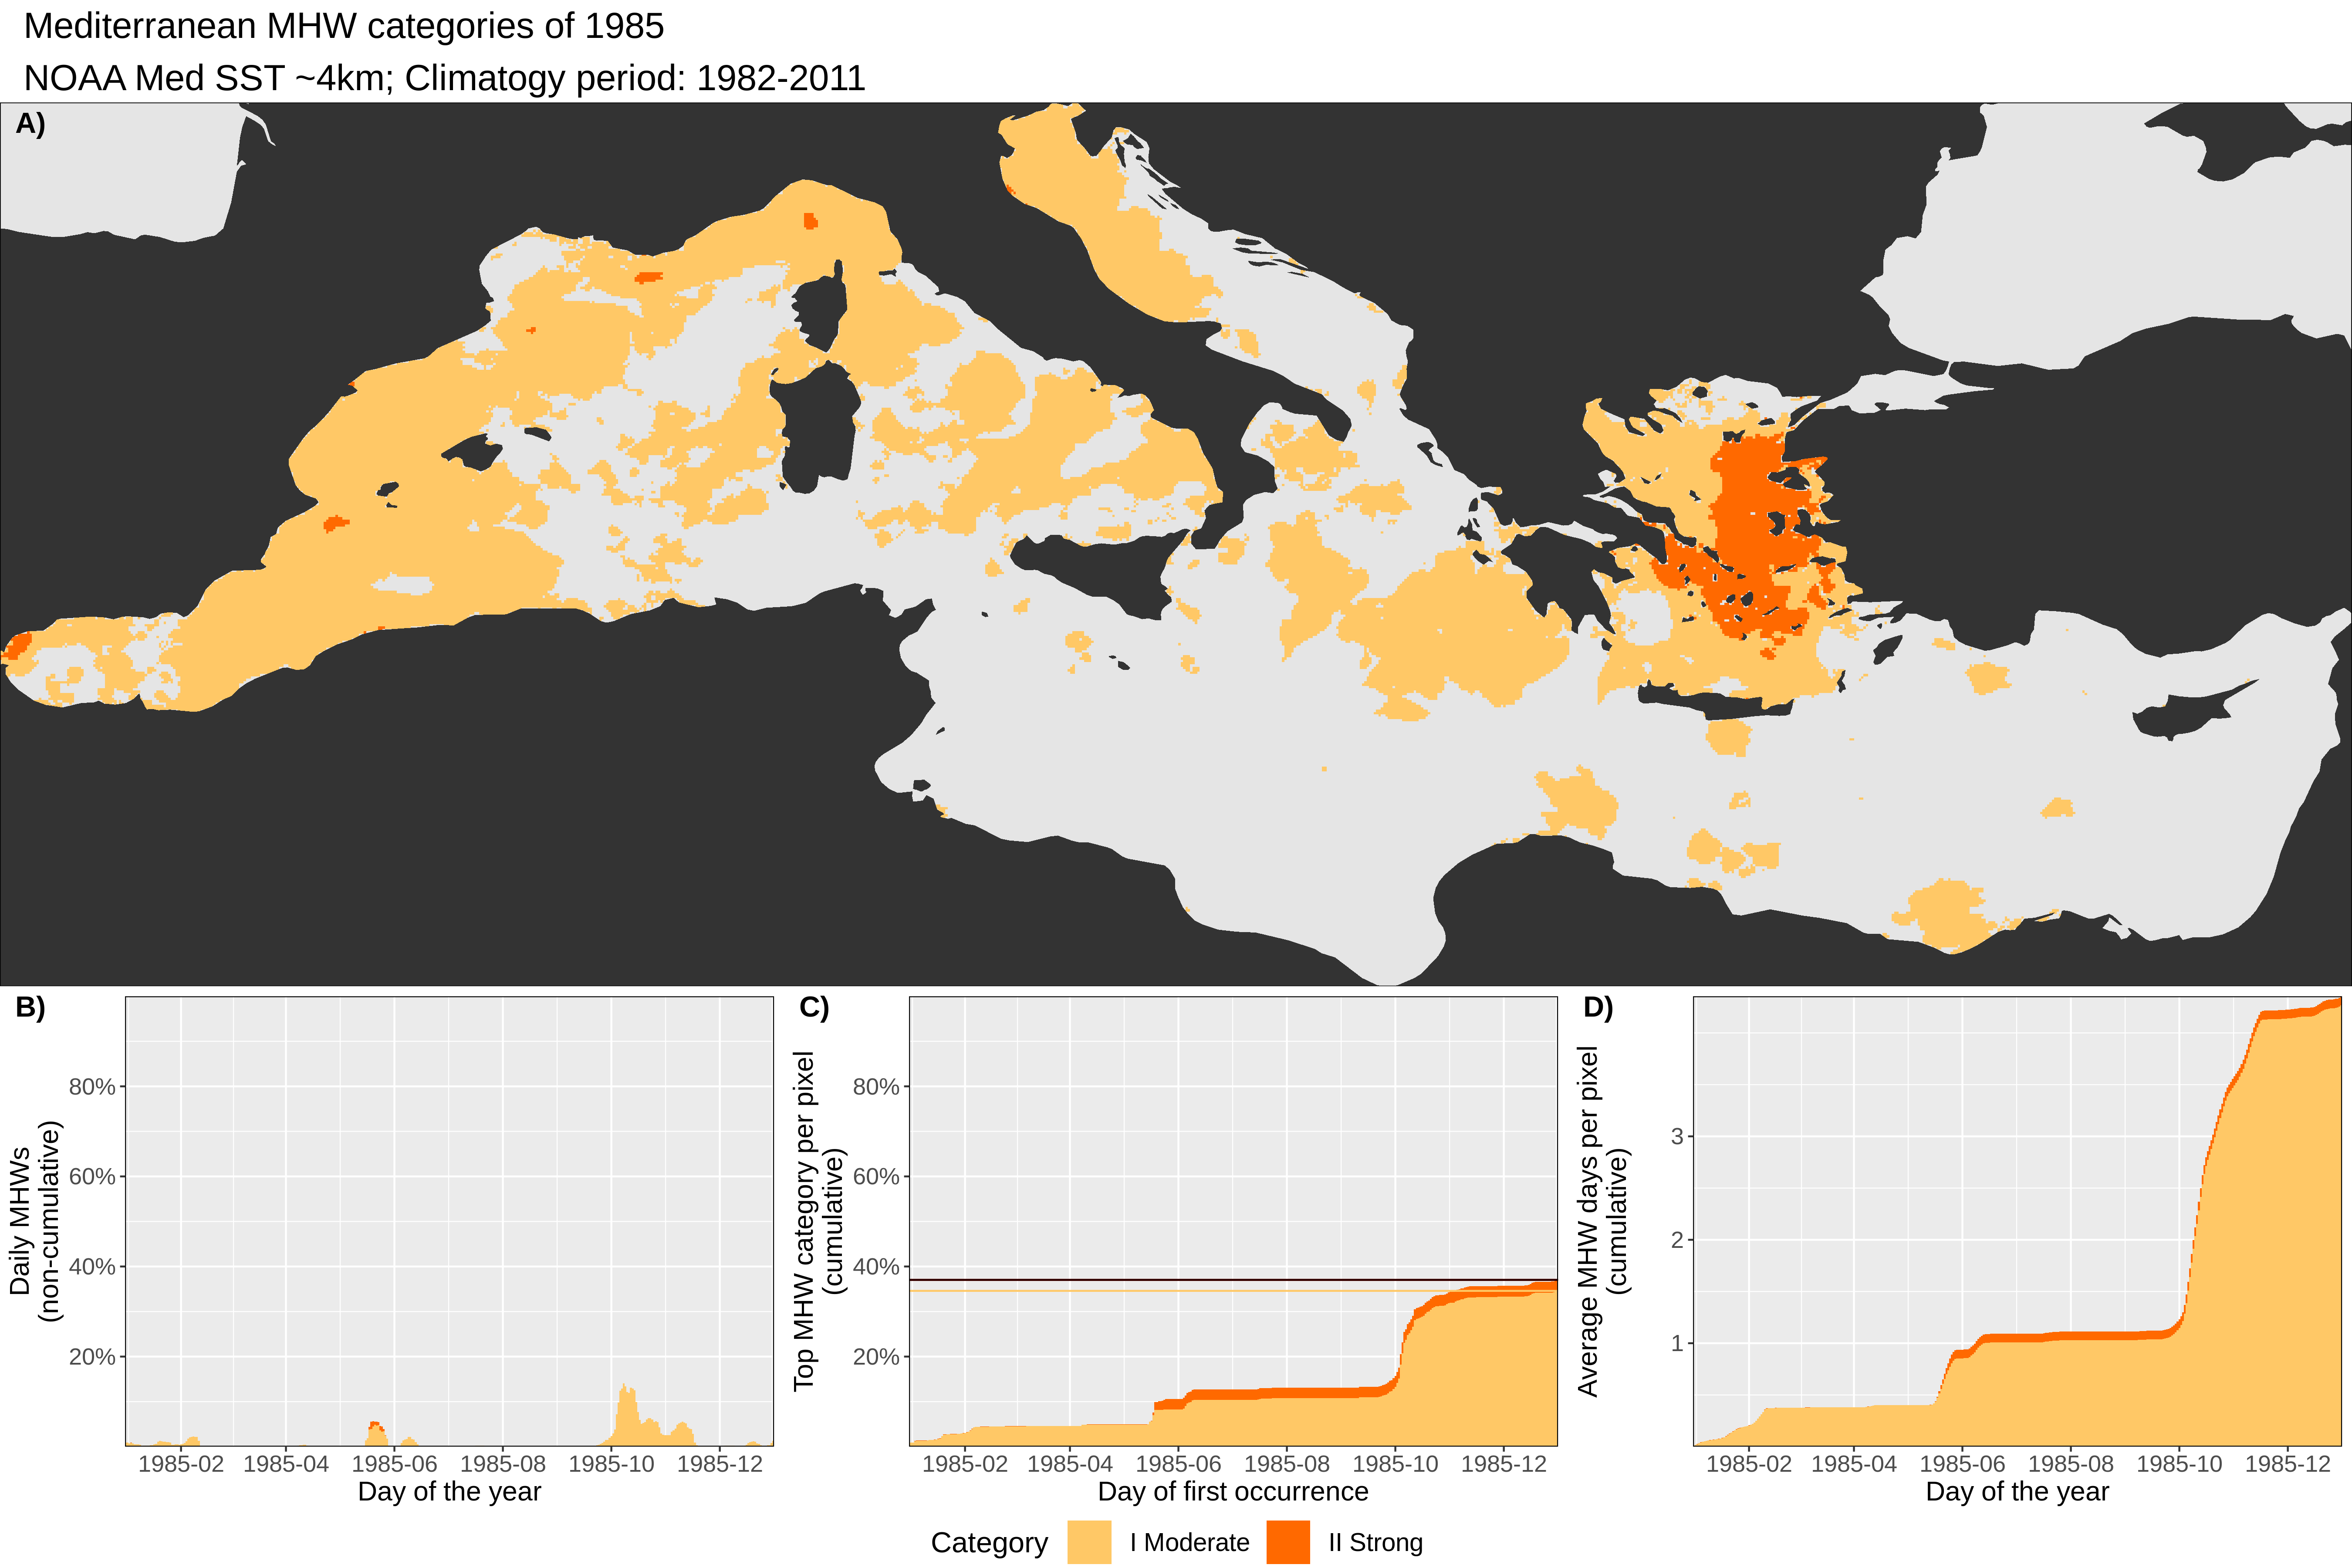 Mediterranean MHW categories of 1985
NOAA Med SST ~4km; Climatogy period: 1982-2011
A)
B)
Daily MHWs
(non-cumulative)
80%
60%
40%
20%
1985-02 1985-04 1985-06 1985-08 1985-10 1985-12
Day of the year
C)
Top MHW category per pixel
(cumulative)
80%
60%
40%
20%
1985-02 1985-04 1985-06 1985-08 1985-10 1985-12
Day of first occurrence
D)
Average MHW days per pixel
(cumulative)
3
2
1
1985-02 1985-04 1985-06 1985-08 1985-10 1985-12
Day of the year
Category I Moderate II Strong